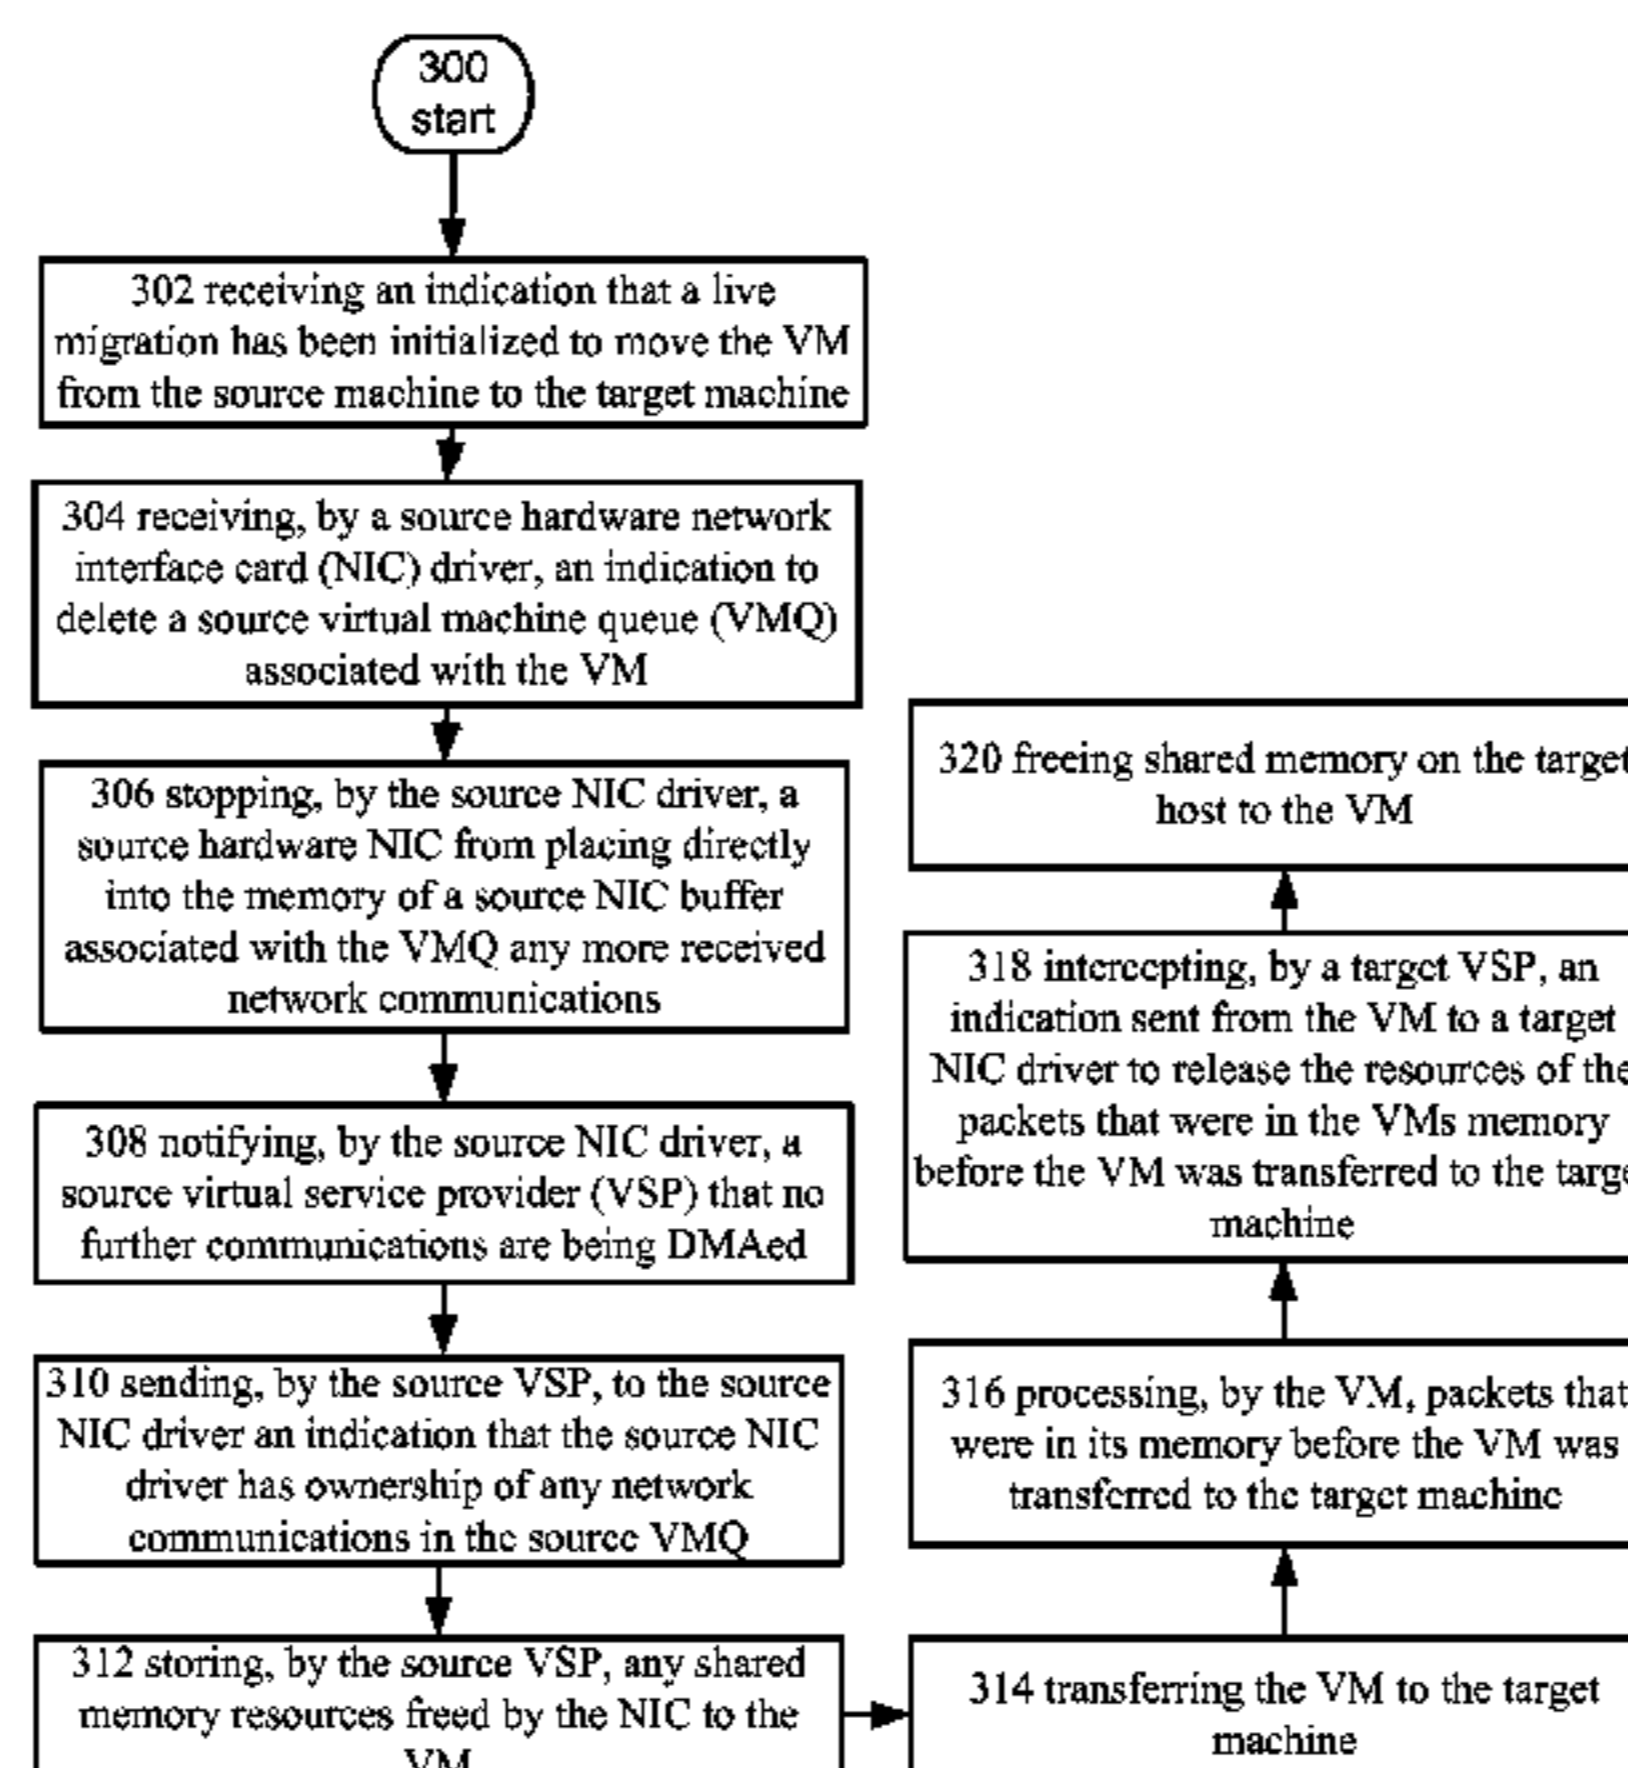 300
start
302 receiving an indication that a live
migration has been initialized to move the VM
from the source machine to the target machine
304 receiving, by a source hardware network
interface card (NIC) driver, an indication to
delete a source virtual machine queue (VMQ)
associated with the VM
306 stopping, by the source NIC driver, a
source hardware NIC from placing directly
into the memory of a source NIC buffer
associated with the VMQ any more received
network communications
308 notifying, by the source NIC driver, a
source virtual service provider (VSP) that no
further communications are being DMAed
310 sending, by the source VSP, to the source
NIC driver an indication that the source NIC
driver has ownership of any network
communications in the source VMQ
312 storing, by the source VSP, any shared
memory resources freed by the NIC to the
VM
314 transferring the VM to the target
machine
316 processing, by the VM, packets that
were in its memory before the VM was
transferred to the target machine
318 intercepting, by a target VSP, an
indication sent from the VM to a target
NIC driver to release the resources of the
packets that were in the VMs memory
before the VM was transferred to the targe
machine
320 freeing shared memory on the target
host to the VM